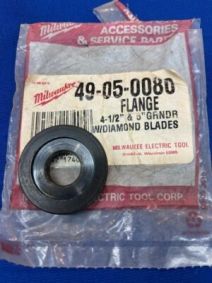 ACCESSORIES
& SERVICE PARTS
Milwaukee
49-05-0080
FLANGE
4-1/2" & 5" GRNDR
W/DIAMOND BLADES
MILWAUKEE ELECTRIC TOOL
ELECTRIC TOOL CORP.